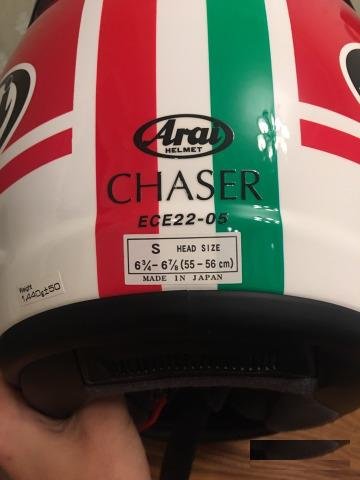 Arai
HELMET
CHASER
ECE22-05
S HEAD SIZE
6¾-6⅞ (55-56 cm)
MADE IN JAPAN
Weight
1,440g±50